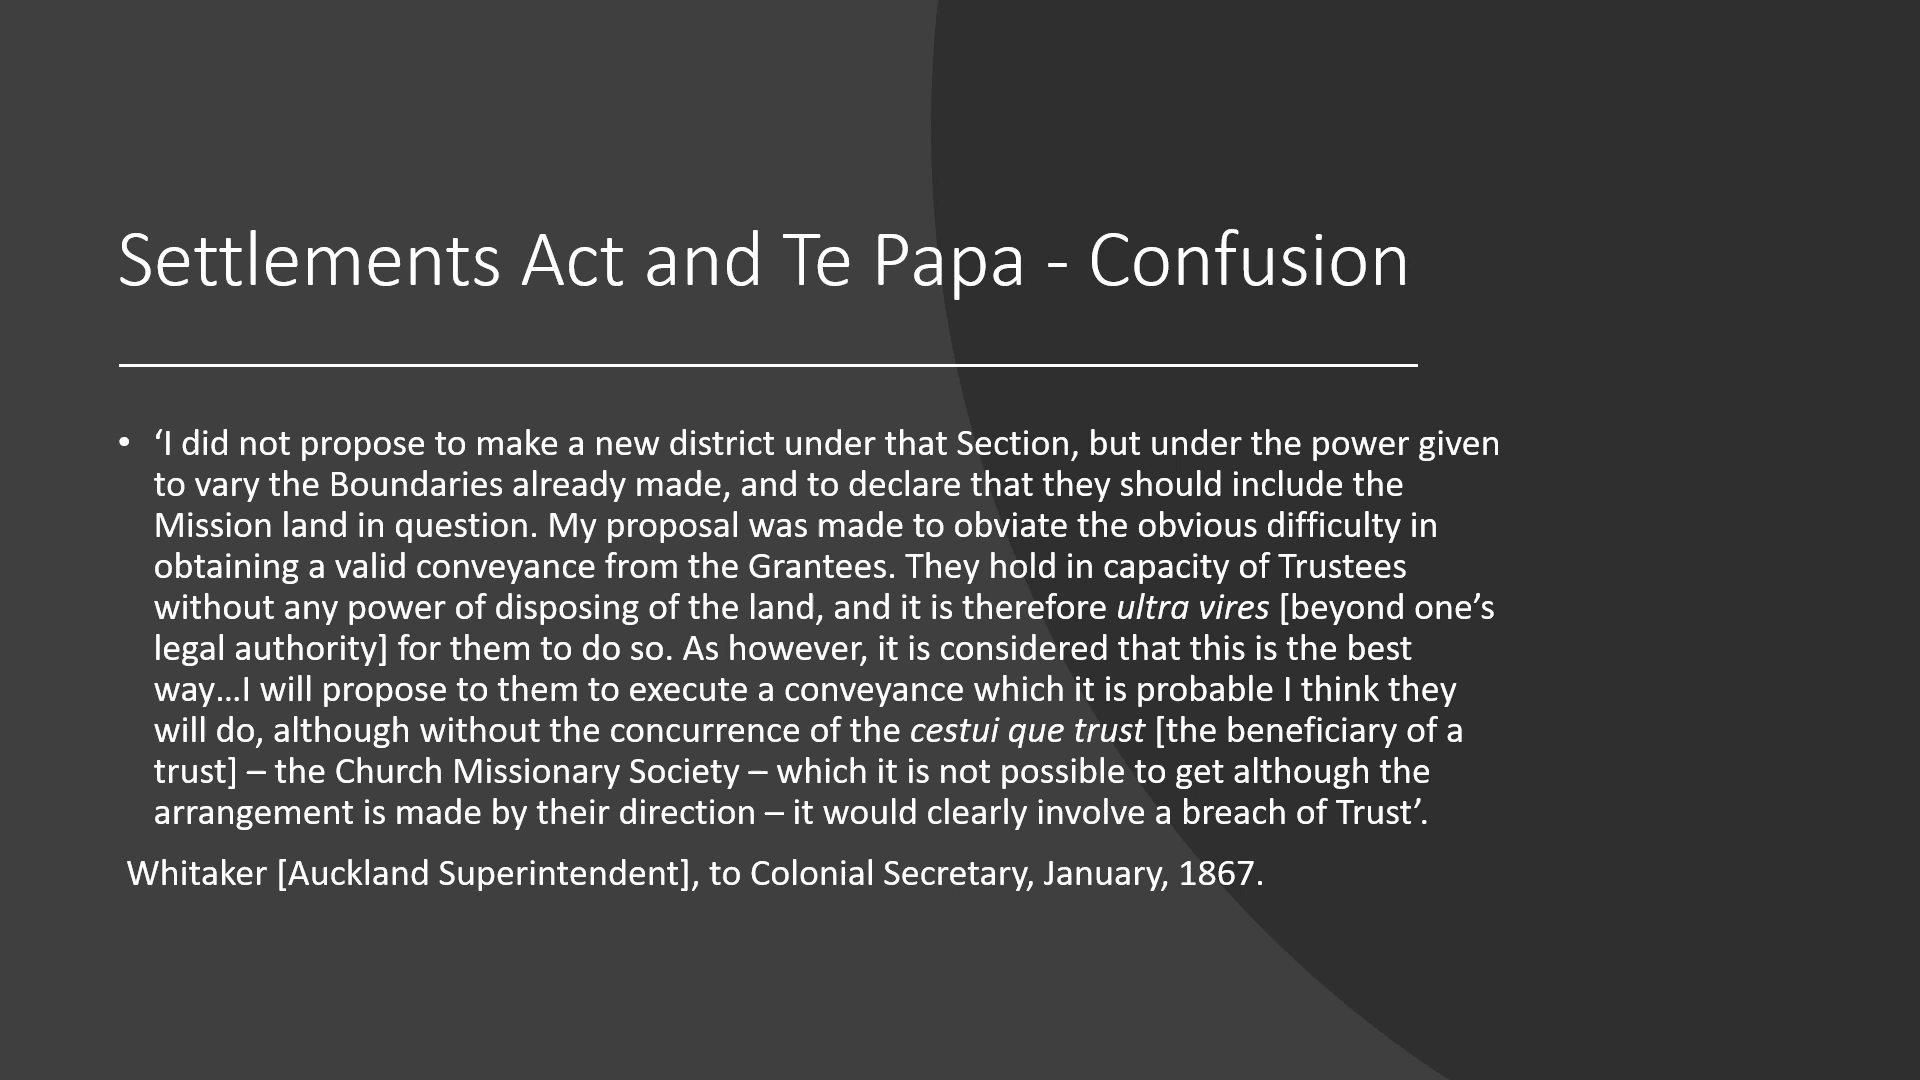 Settlements Act and Te Papa - Confusion
• ‘I did not propose to make a new district under that Section, but under the power given
to vary the Boundaries already made, and to declare that they should include the
Mission land in question. My proposal was made to obviate the obvious difficulty in
obtaining a valid conveyance from the Grantees. They hold in capacity of Trustees
without any power of disposing of the land, and it is therefore ultra vires [beyond one’s
legal authority] for them to do so. As however, it is considered that this is the best
way…I will propose to them to execute a conveyance which it is probable I think they
will do, although without the concurrence of the cestui que trust [the beneficiary of a
trust] – the Church Missionary Society – which it is not possible to get although the
arrangement is made by their direction – it would clearly involve a breach of Trust’.
Whitaker [Auckland Superintendent], to Colonial Secretary, January, 1867.